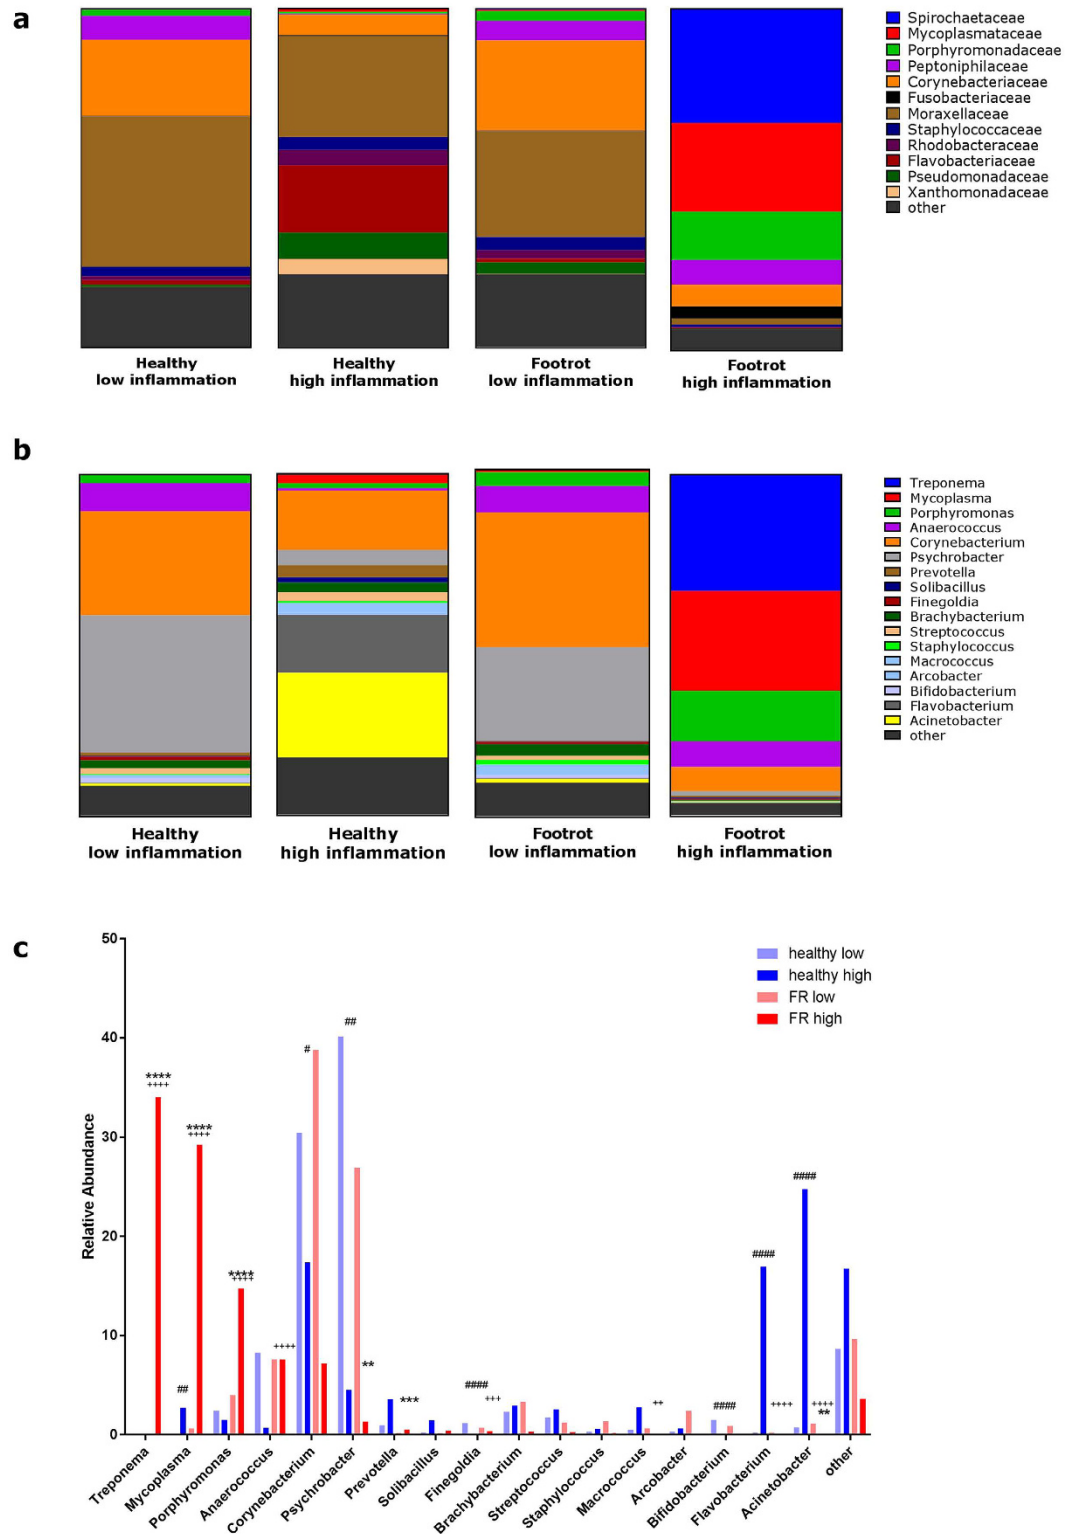 a
Spirochaetaceae
Mycoplasmataceae
Porphyromonadaceae
Peptoniphilaceae
Corynebacteriaceae
Fusobacteriaceae
Moraxellaceae
Staphylococcaceae
Rhodobacteraceae
Flavobacteriaceae
Pseudomonadaceae
Xanthomonadaceae
other
Healthy
low inflammation
Healthy
high inflammation
Footrot
low inflammation
Footrot
high inflammation
b
Treponema
Mycoplasma
Porphyromonas
Anaerococcus
Corynebacterium
Psychrobacter
Prevotella
Solibacillus
Finegoldia
Brachybacterium
Streptococcus
Staphylococcus
Macrococcus
Arcobacter
Bifidobacterium
Flavobacterium
Acinetobacter
other
Healthy
low inflammation
Healthy
high inflammation
Footrot
low inflammation
Footrot
high inflammation
c
healthy low
healthy high
FR low
FR high
Relative Abundance
50
40
30
20
10
0
****
++++
##
****
++++
****
++++
++++
#
##
**
***
####
+++
++
####
####
++++
####
++++
**
Treponema
Mycoplasma
Porphyromonas
Anaerococcus
Corynebacterium
Psychrobacter
Prevotella
Solibacillus
Finegoldia
Brachybacterium
Streptococcus
Staphylococcus
Macrococcus
Arcobacter
Bifidobacterium
Flavobacterium
Acinetobacter
other